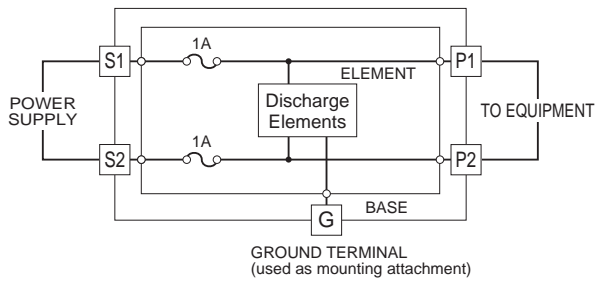 1A
S1
P1
ELEMENT
POWER
SUPPLY
Discharge
Elements
TO EQUIPMENT
1A
S2
P2
G
BASE
GROUND TERMINAL
(used as mounting attachment)